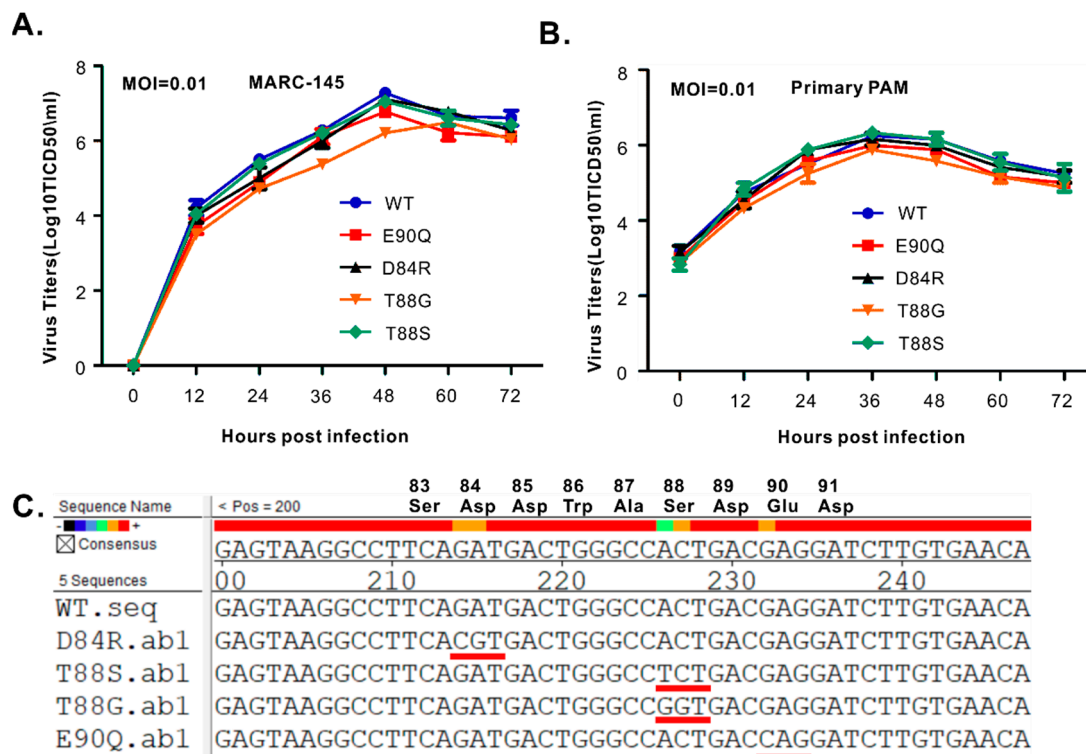 A.
MOI=0.01 MARC-145
Virus Titers(Log10TICD50\ml)
8
6
4
2
0
WT
E90Q
D84R
T88G
T88S
0 12 24 36 48 60 72
Hours post infection
B.
MOI=0.01 Primary PAM
Virus Titers(Log10TICD50\ml)
8
6
4
2
0
WT
E90Q
D84R
T88G
T88S
0 12 24 36 48 60 72
Hours post infection
C.
83 84 85 86 87 88 89 90 91
Ser Asp Asp Trp Ala Ser Asp Glu Asp
Sequence Name < Pos = 200
- +
Consensus GAGTAAGGCCTTCAGATGACTGGGCCACTGACGAGGATCTTGTGAACA
5 Sequences 00 210 220 230 240
WT.seq GAGTAAGGCCTTCAGATGACTGGGCCACTGACGAGGATCTTGTGAACA
D84R.ab1 GAGTAAGGCCTTCACGTGACTGGGCCACTGACGAGGATCTTGTGAACA
T88S.ab1 GAGTAAGGCCTTCAGATGACTGGGCCTCTGACGAGGATCTTGTGAACA
T88G.ab1 GAGTAAGGCCTTCAGATGACTGGGCCGGTGACGAGGATCTTGTGAACA
E90Q.ab1 GAGTAAGGCCTTCAGATGACTGGGCCACTGACCAGGATCTTGTGAACA